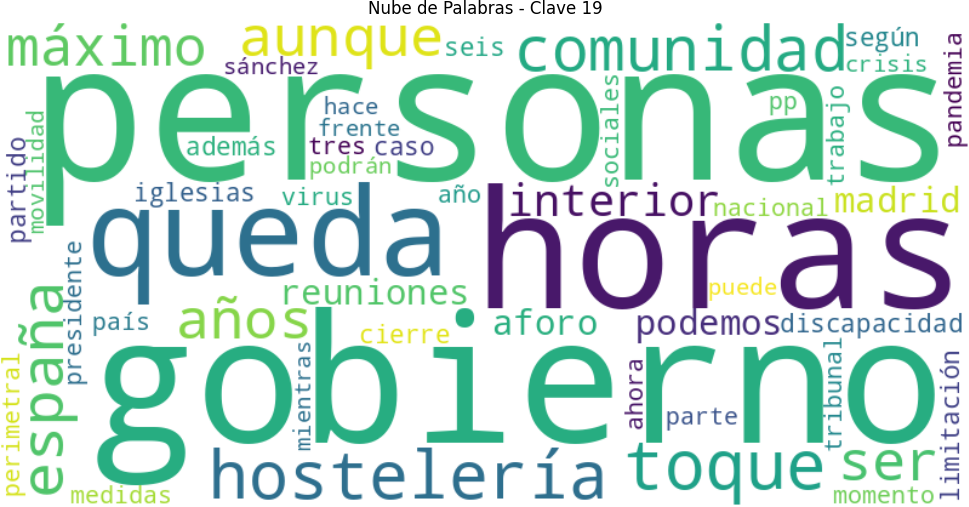 Nube de Palabras - Clave 19
máximo
aunque
seis
comunidad
según
crisis
sánchez
personas
pandemia
hace
frente
sociales
pp
trabajo
movilidad
partido
además
tres
caso
podrán
iglesias
virus
año
interior
nacional
madrid
queda
horas
presidente
reuniones
puede
españa
país
años
cierre
aforo
podemos
discapacidad
gobierno
mientras
ahora
tribunal
limitación
perimetral
parte
hostelería
toque
ser
medidas
momento